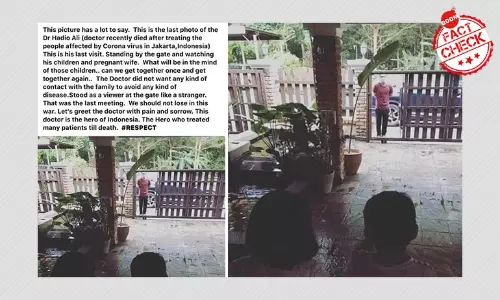 This picture has a lot to say. This is the last photo of the
Dr Hadio Ali (doctor recently died after treating the
people affected by Corona virus in Jakarta,Indonesia)
This is his last visit. Standing by the gate and watching
his children and pregnant wife. What will be in the mind
of those children.. can we get together once and get
together again.. The Doctor did not want any kind of
contact with the family to avoid any kind of
disease.Stood as a viewer at the gate like a stranger.
That was the last meeting. We should not lose in this
war. Let's greet the doctor with pain and sorrow. This
doctor is the hero of Indonesia. The Hero who treated
many patients till death. #RESPECT
BOOM
FACT
CHECK